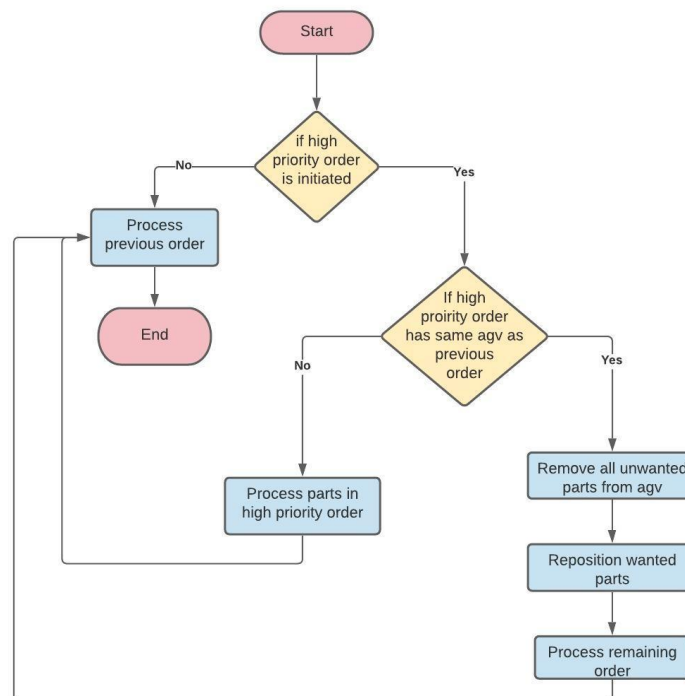 Start
if high
priority order
is initiated
No
Yes
Process
previous order
End
If high
proirity order
has same agv as
previous
order
No
Yes
Process parts in
high priority order
Remove all unwanted
parts from agv
Reposition wanted
parts
Process remaining
order